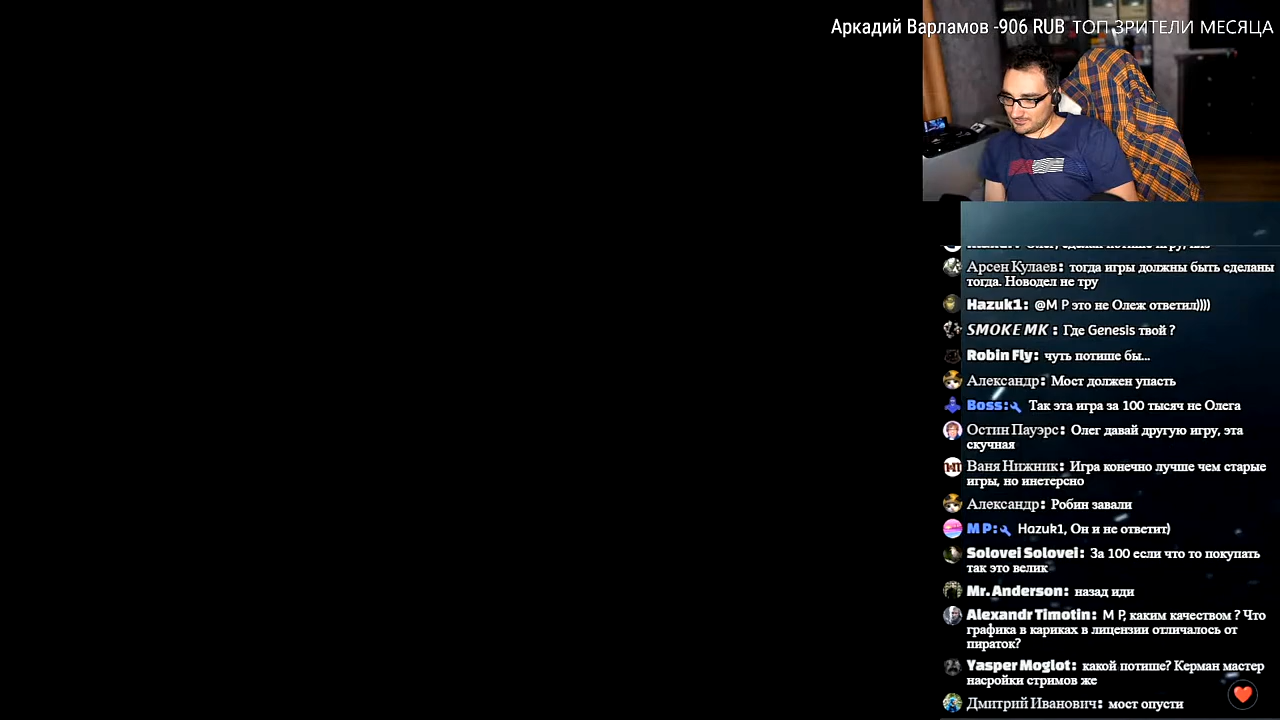 Аркадий Варламов -906 RUB ТОП ЗРИТЕЛИ МЕСЯЦА
Олег, сделай потише игру,
Арсен Кулаев: тогда игры должны быть сделаны
тогда. Новодел не тру
Hazuk1: @M P это не Олеж ответил))))
SMOKE MK : Где Genesis твой ?
Robin Fly: чуть потише бы...
Александр: Мост должен упасть
Boss: Так эта игра за 100 тысяч не Олега
Остин Пауэрс: Олег давай другую игру, эта
скучная
Ваня Нижник: Игра конечно лучше чем старые
игры, но инетерсно
Александр: Робин завали
M P: Hazuk1, Он и не ответит)
Solovei Solovei: За 100 если что то покупать
так это велик
Mr. Anderson: назад иди
Alexandr Timotin: M P, каким качеством ? Что
графика в кариках в лицензии отличалось от
пираток?
Yasper Moglot: какой потише? Керман мастер
насройки стримов же
Дмитрий Иванович: мост опусти